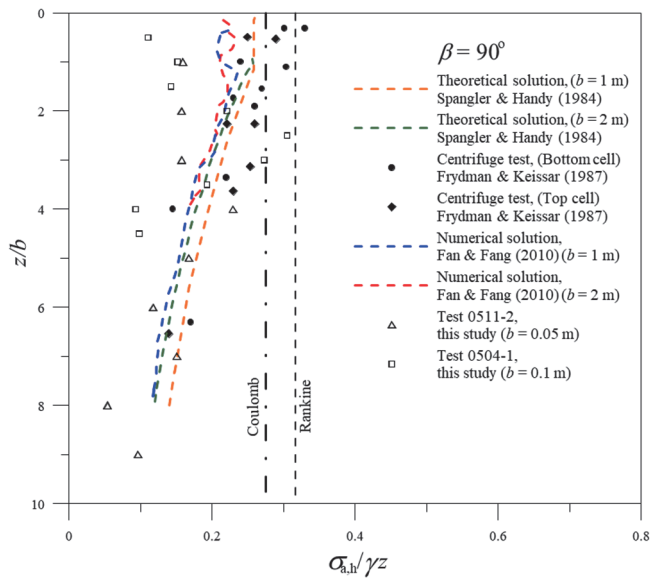 0
2
4
6
8
10
z/b
0
0.2
0.4
0.6
0.8
σa,h/γz
Coulomb
Rankine
β = 90°
Theoretical solution, (b = 1 m)
Spangler & Handy (1984)
Theoretical solution, (b = 2 m)
Spangler & Handy (1984)
Centrifuge test, (Bottom cell)
Frydman & Keissar (1987)
Centrifuge test, (Top cell)
Frydman & Keissar (1987)
Numerical solution,
Fan & Fang (2010) (b = 1 m)
Numerical solution,
Fan & Fang (2010) (b = 2 m)
Test 0511-2,
this study (b = 0.05 m)
Test 0504-1,
this study (b = 0.1 m)